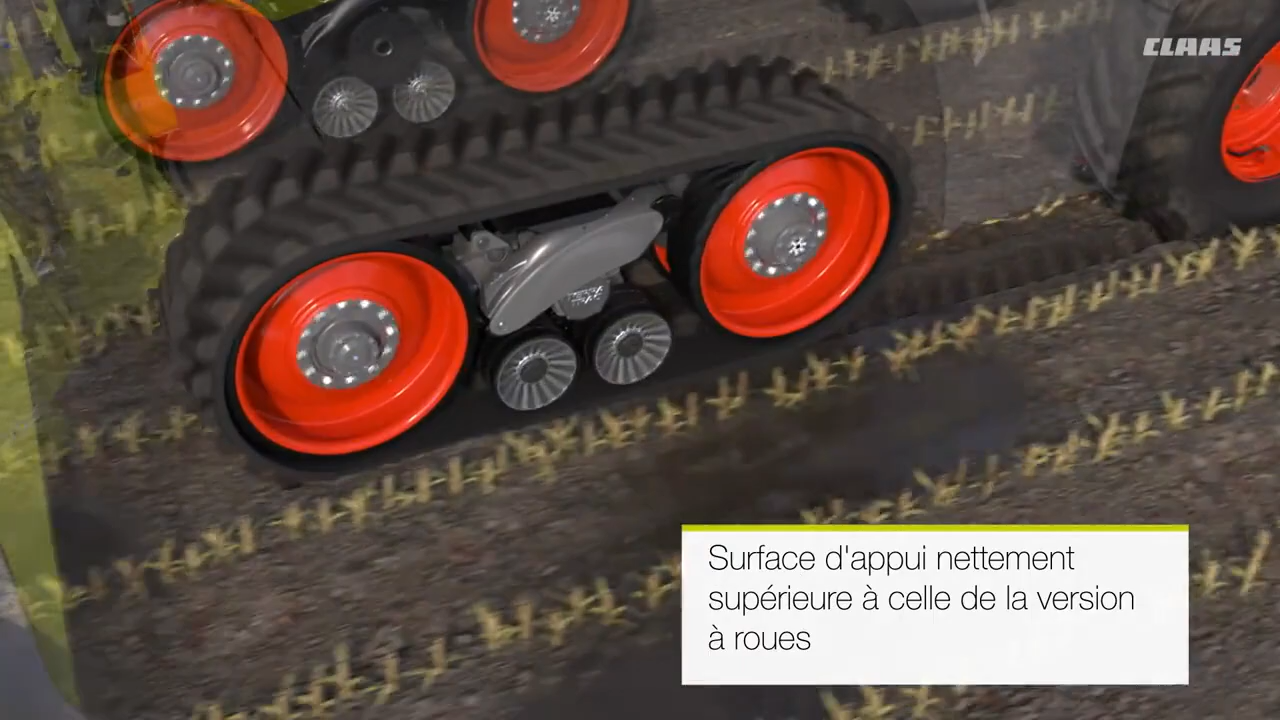 CLAAS
Surface d'appui nettement
supérieure à celle de la version
à roues